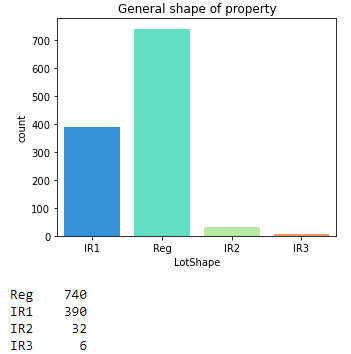 General shape of property
700
600
500
400
300
200
100
0
count
IR1 Reg IR2 IR3
LotShape
Reg 740
IR1 390
IR2 32
IR3 6